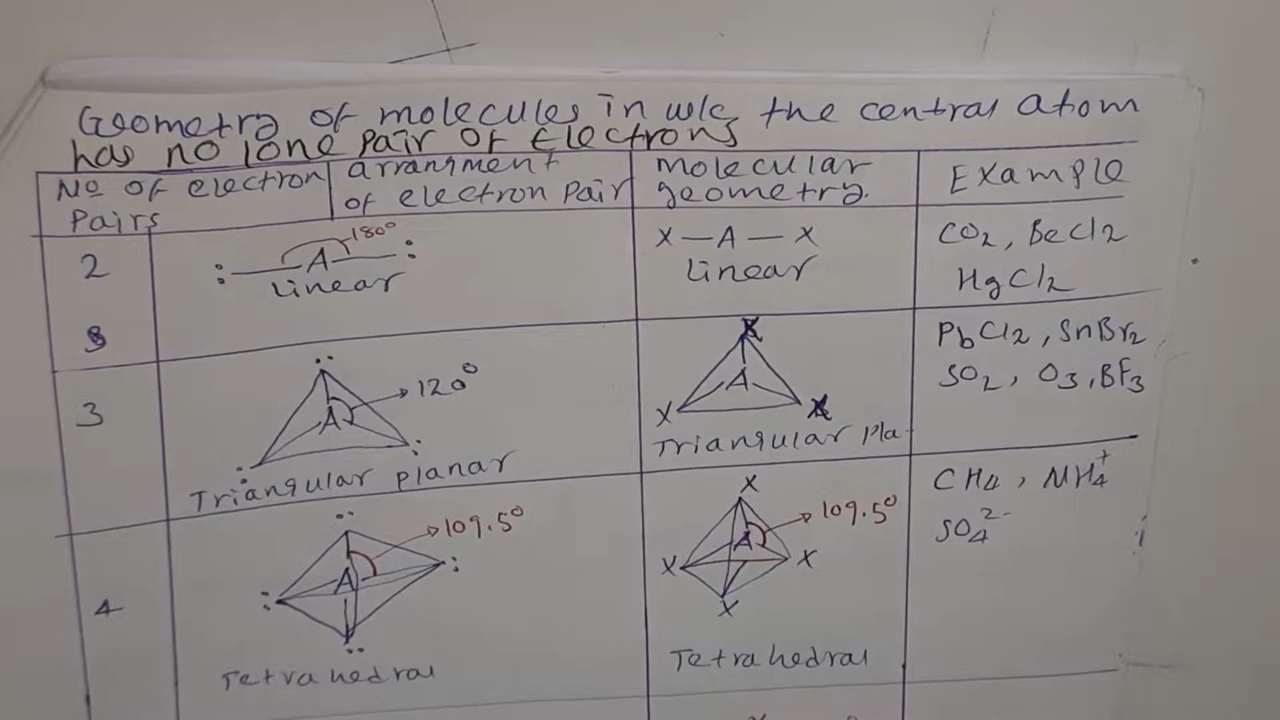 Geometry of molecules in w/c the central atom
has no lone pair of Electrons
No of electron Pairs
arrangment of electron pair
molecular geometry.
Example
2
:—A—: 180°
Linear
X—A—X
Linear
CO2, BeCl2
HgCl2
3
A 120°
Triangular planar
X A
Triangular Pla
PbCl2, SnBr2
SO2, O3, BF3
4
A 109.5°
Tetrahedral
X X X X A 109.5°
Tetrahedral
CH4, NH4+
SO4 2-